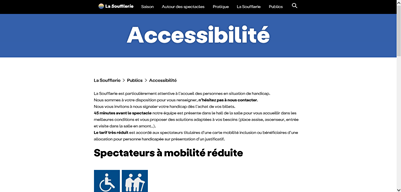 La Soufflerie Saison Autour des spectacles Pratique La Soufflerie Publics
Accessibilité
La Soufflerie > Publics > Accessibilité
La Soufflerie est particulièrement attentive à l'accueil des personnes en situation de handicap.
Nous sommes à votre disposition pour vous renseigner, n'hésitez pas à nous contacter.
Nous vous invitons à nous signaler votre handicap dès l'achat de vos billets.
45 minutes avant le spectacle notre équipe est présente dans le hall de la salle pour vous accueillir dans les
meilleures conditions et vous proposer des solutions adaptées à vos besoins (place assise, ascenseur, entrée
et visite dans la salle en amont…).
Le tarif très réduit est accordé aux spectateurs titulaires d'une carte mobilité inclusion ou bénéficiaires d'une
allocation pour personne handicapée sur présentation d'un justificatif.
Spectateurs à mobilité réduite